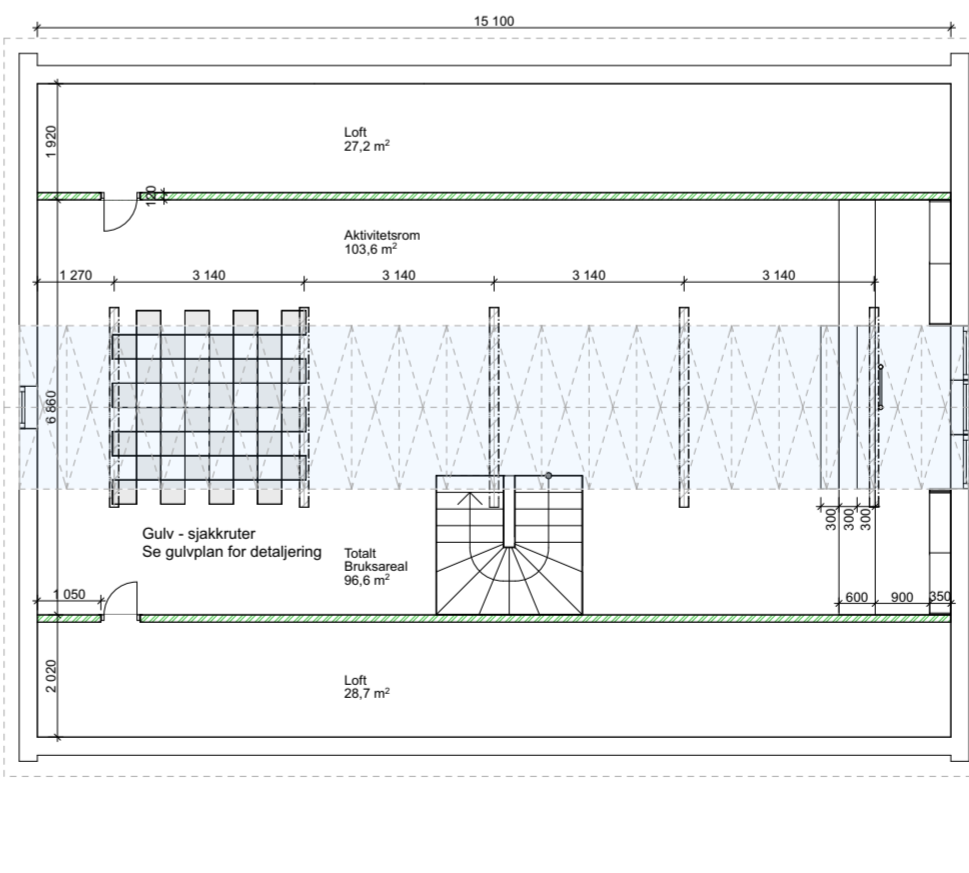 15 100
Loft
27,2 m²
1 920
120
Aktivitetsrom
103,6 m²
1 270
3 140
3 140
3 140
3 140
6 860
300
300
300
Gulv - sjakkruter
Se gulvplan for detaljering
Totalt
Bruksareal
96,6 m²
1 050
600
900
350
Loft
28,7 m²
2 020